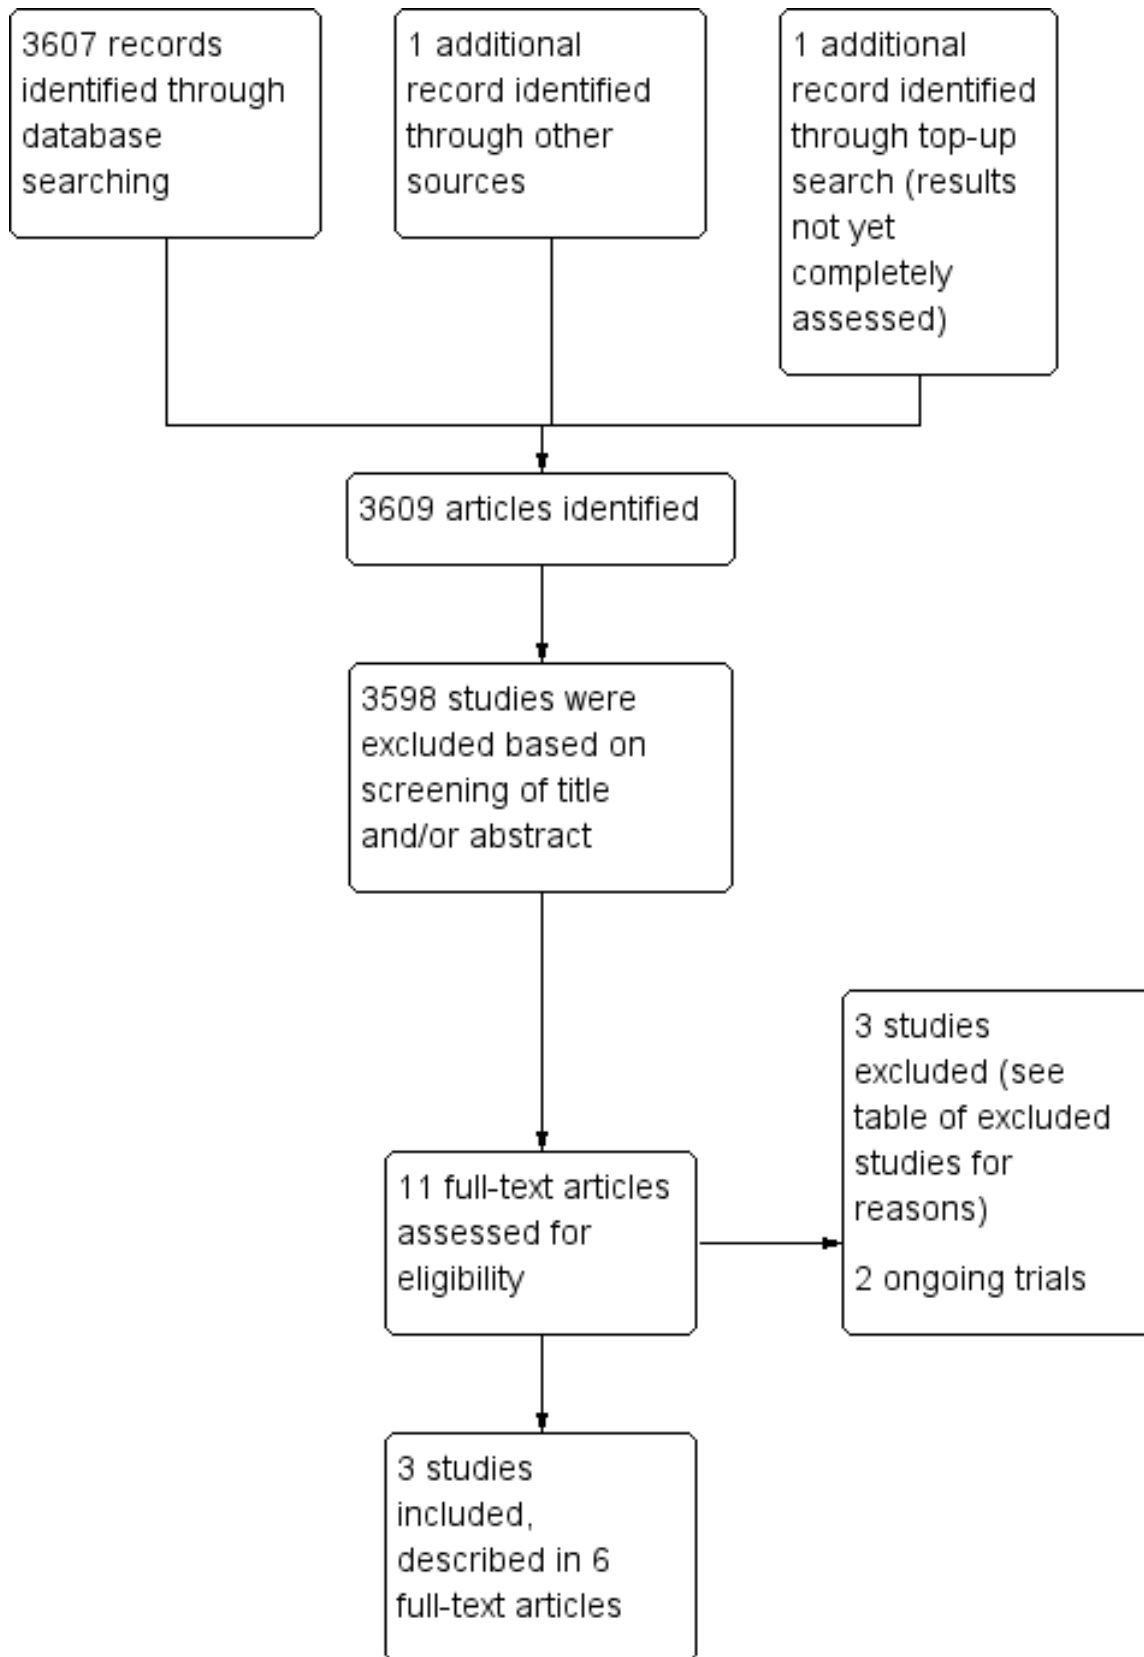 3607 records
identified through
database
searching
1 additional
record identified
through other
sources
1 additional
record identified
through top-up
search (results
not yet
completely
assessed)
3609 articles identified
3598 studies were
excluded based on
screening of title
and/or abstract
3 studies
excluded (see
table of excluded
studies for
reasons)
2 ongoing trials
11 full-text articles
assessed for
eligibility
3 studies
included,
described in 6
full-text articles